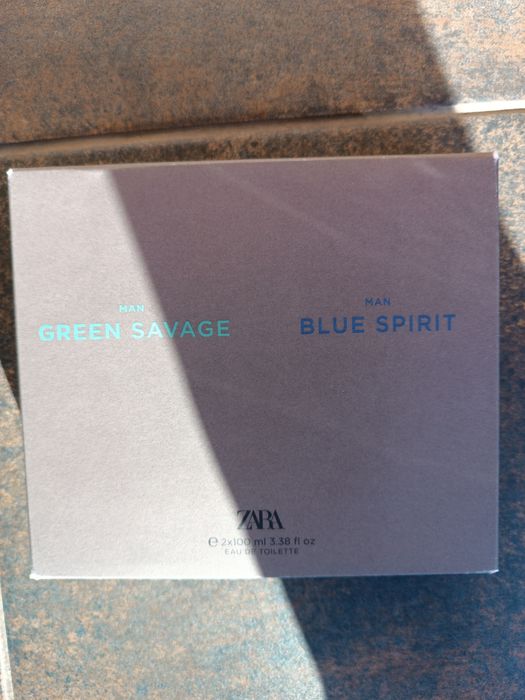 MAN
GREEN SAVAGE
MAN
BLUE SPIRIT
ZARA
℮ 2x100 ml 3.38 fl oz
EAU DE TOILETTE